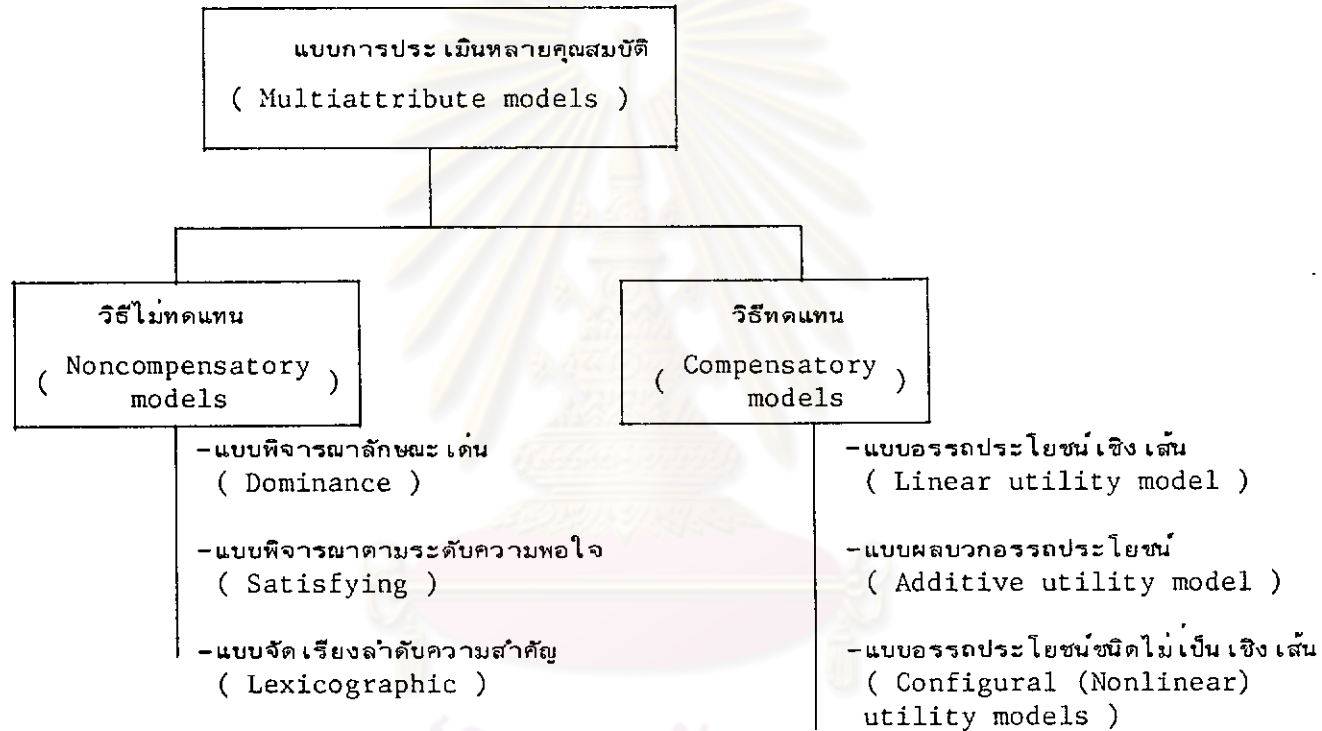 แบบการประเมินหลายคุณสมบัติ
( Multiattribute models )
วิธีไม่ทดแทน
( Noncompensatory )
models
วิธีทดแทน
( Compensatory )
models
-แบบพิจารณาลักษณะเด่น
( Dominance )
-แบบพิจารณาตามระดับความพอใจ
( Satisfying )
-แบบจัดเรียงลำดับความสำคัญ
( Lexicographic )
-แบบอรรถประโยชน์เชิงเส้น
( Linear utility model )
-แบบผลบวกอรรถประโยชน์
( Additive utility model )
-แบบอรรถประโยชน์ชนิดไม่เป็นเชิงเส้น
( Configural (Nonlinear)
utility models )